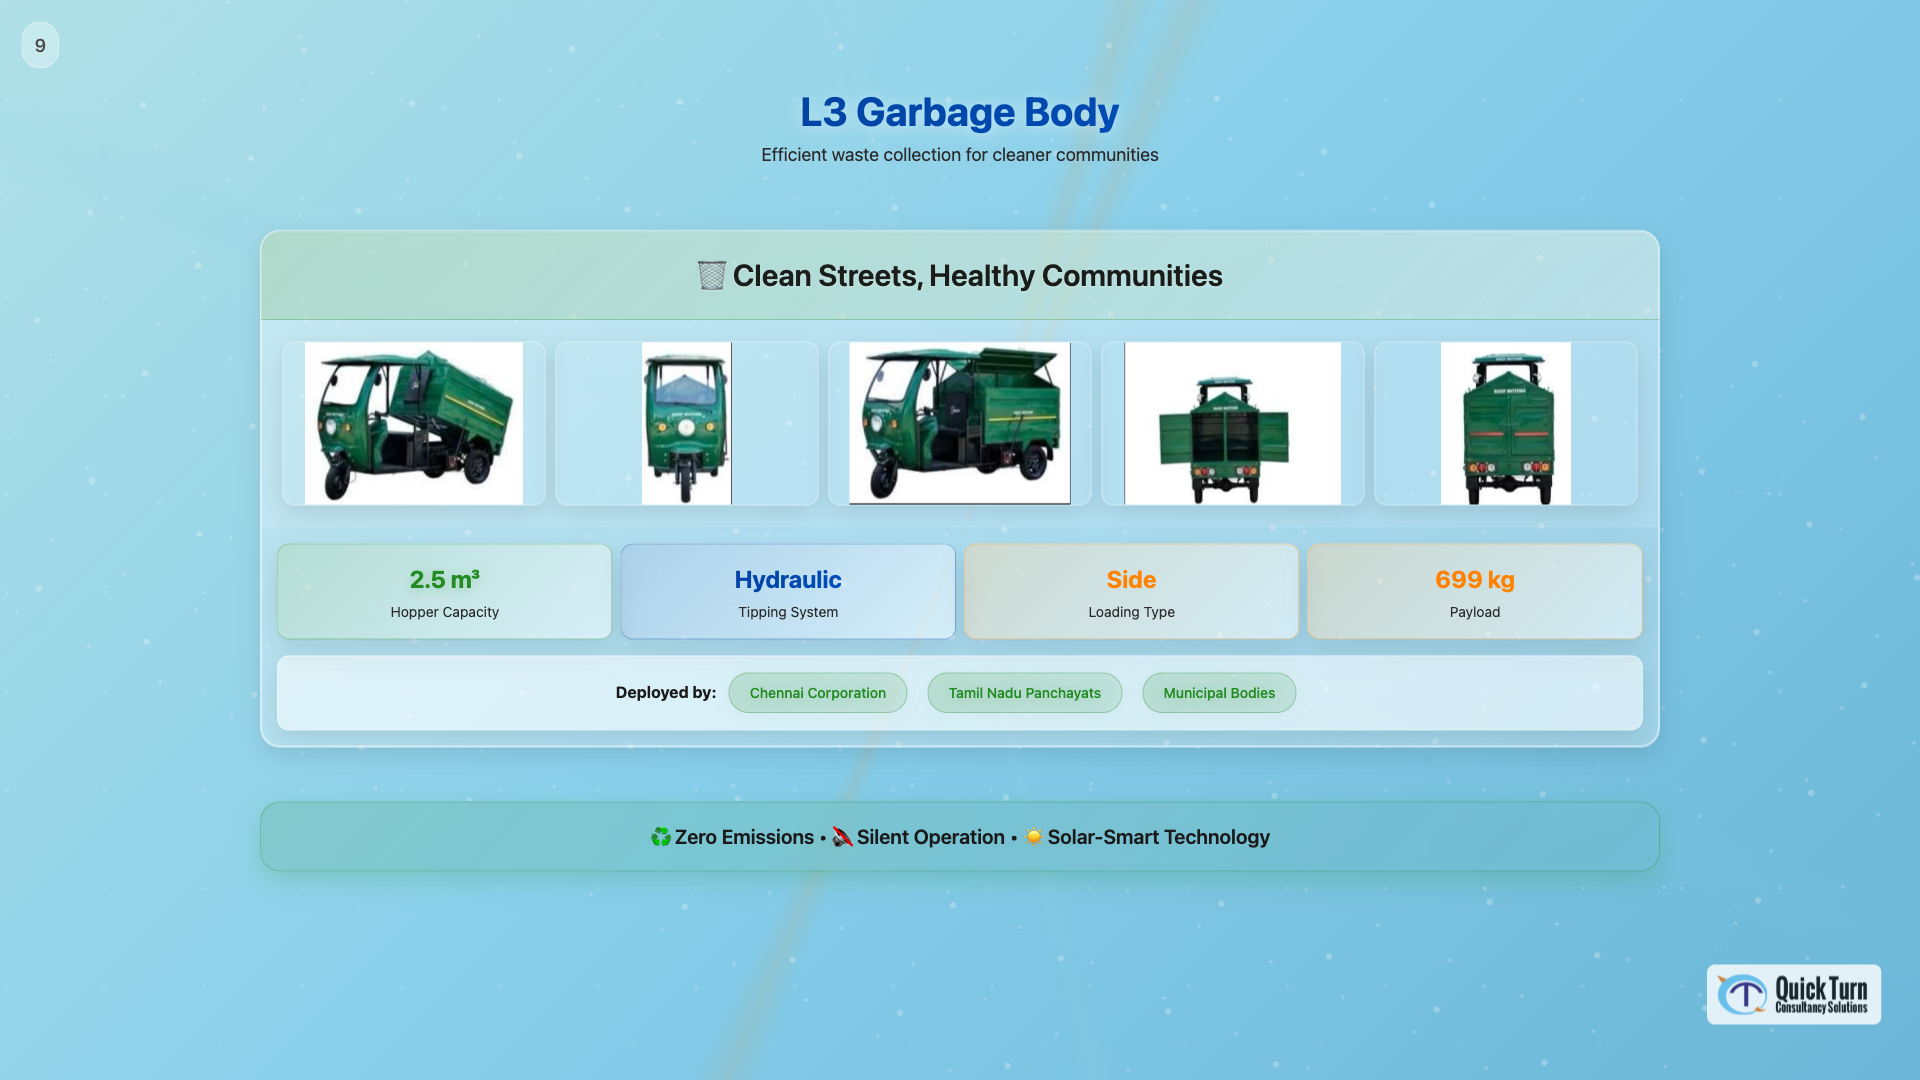 9
L3 Garbage Body
Efficient waste collection for cleaner communities
🗑️ Clean Streets, Healthy Communities
2.5 m³
Hopper Capacity
Hydraulic
Tipping System
Side
Loading Type
699 kg
Payload
Deployed by: Chennai Corporation Tamil Nadu Panchayats Municipal Bodies
♻️ Zero Emissions • 🔇 Silent Operation • ☀️ Solar-Smart Technology
Quick Turn
Consultancy Solutions